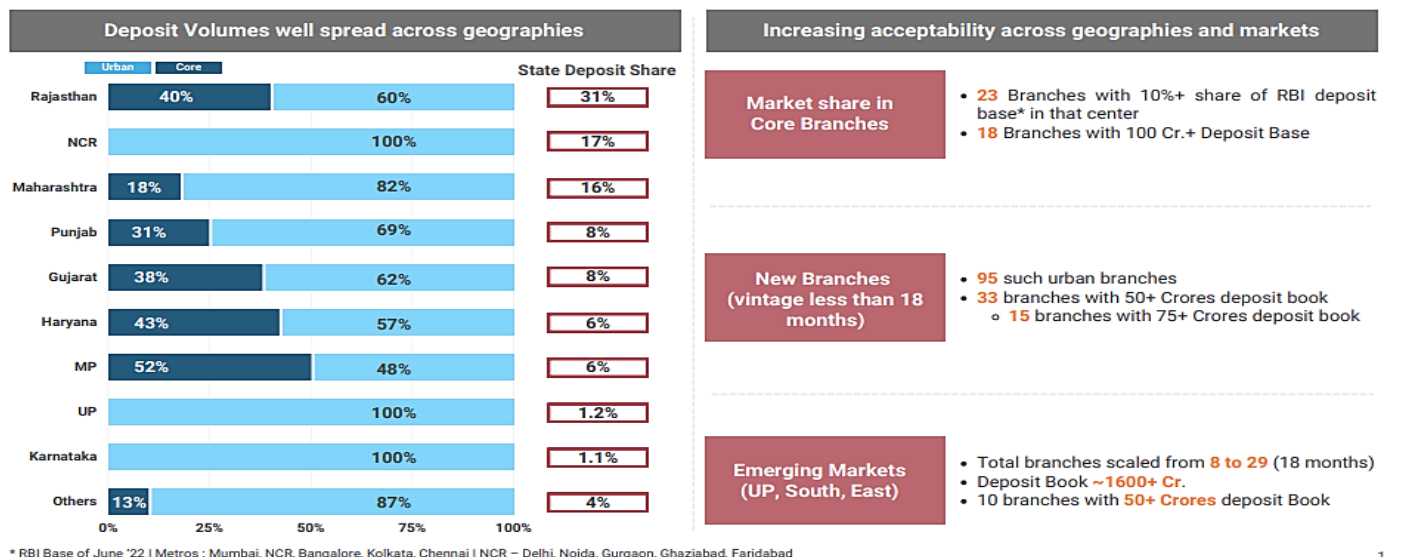 Deposit Volumes well spread across geographies
Urban Core
State Deposit Share
Rajasthan 40% 60% 31%
NCR 100% 17%
Maharashtra 18% 82% 16%
Punjab 31% 69% 8%
Gujarat 38% 62% 8%
Haryana 43% 57% 6%
MP 52% 48% 6%
UP 100% 1.2%
Karnataka 100% 1.1%
Others 13% 87% 4%
0% 25% 50% 75% 100%
Increasing acceptability across geographies and markets
Market share in
Core Branches
• 23 Branches with 10%+ share of RBI deposit
base* in that center
• 18 Branches with 100 Cr.+ Deposit Base
New Branches
(vintage less than 18
months)
• 95 such urban branches
• 33 branches with 50+ Crores deposit book
o 15 branches with 75+ Crores deposit book
Emerging Markets
(UP, South, East)
• Total branches scaled from 8 to 29 (18 months)
• Deposit Book ~1600+ Cr.
• 10 branches with 50+ Crores deposit Book
* RBI Base of June '22 | Metros : Mumbai, NCR, Bangalore, Kolkata, Chennai | NCR – Delhi, Noida, Gurgaon, Ghaziabad, Faridabad
1